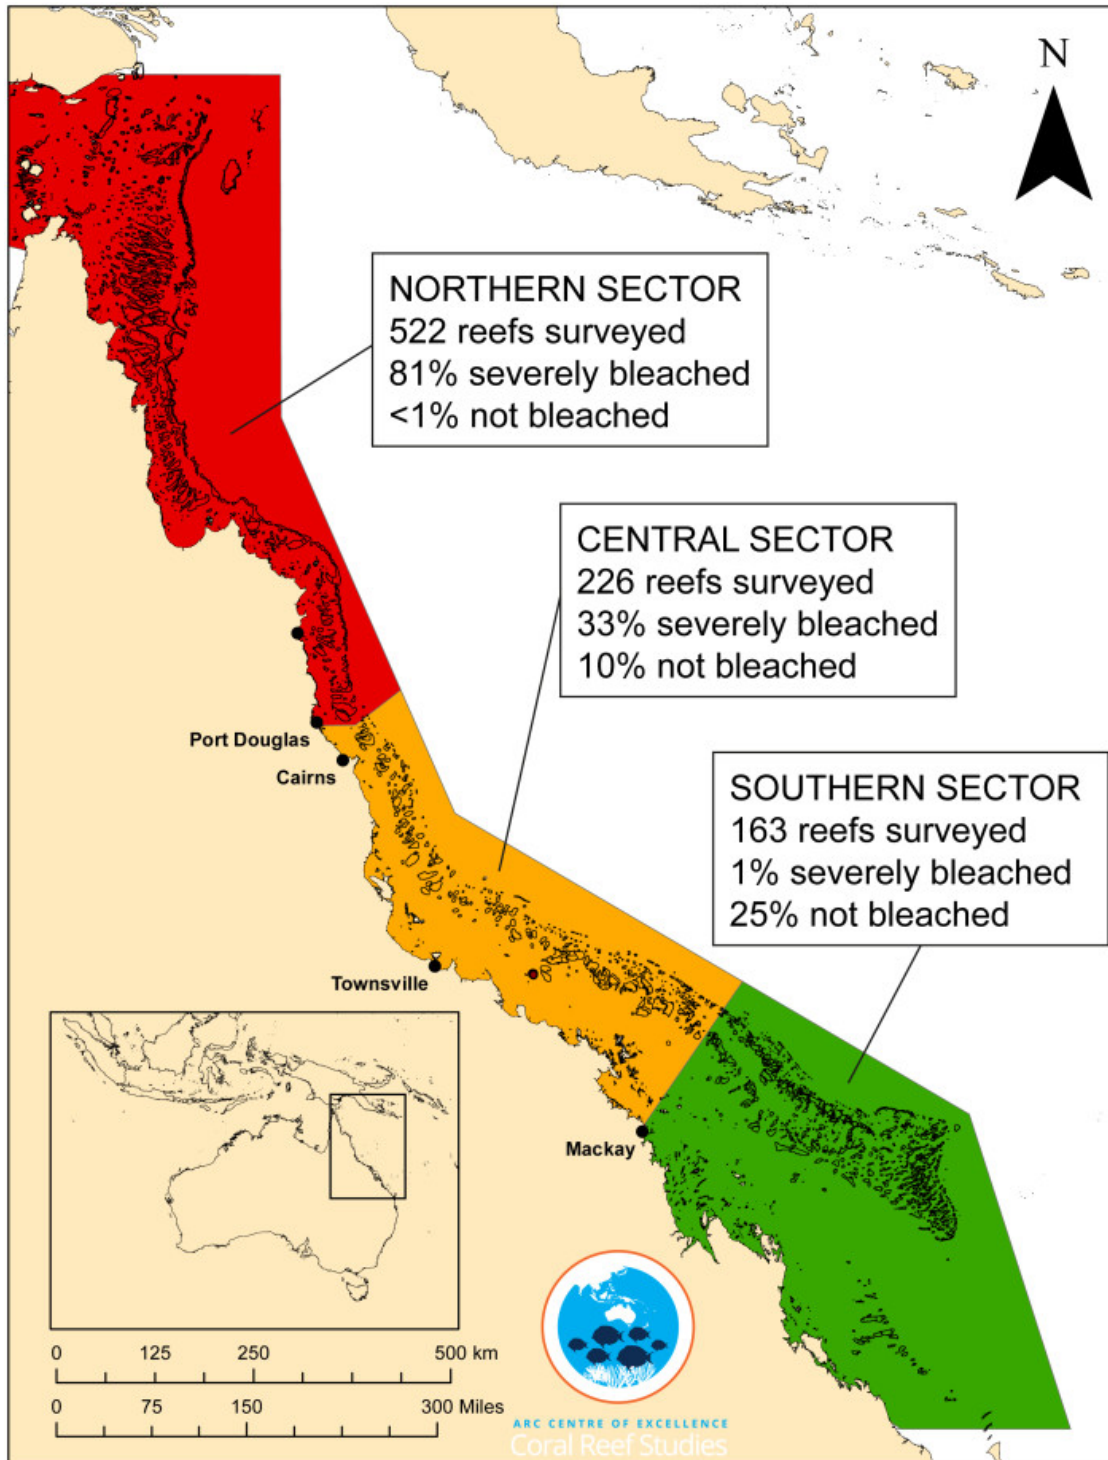 N
NORTHERN SECTOR
522 reefs surveyed
81% severely bleached
<1% not bleached
CENTRAL SECTOR
226 reefs surveyed
33% severely bleached
10% not bleached
Port Douglas
Cairns
SOUTHERN SECTOR
163 reefs surveyed
1% severely bleached
25% not bleached
Townsville
Mackay
0 125 250 500 km
0 75 150 300 Miles
ARC CENTRE OF EXCELLENCE
Coral Reef Studies